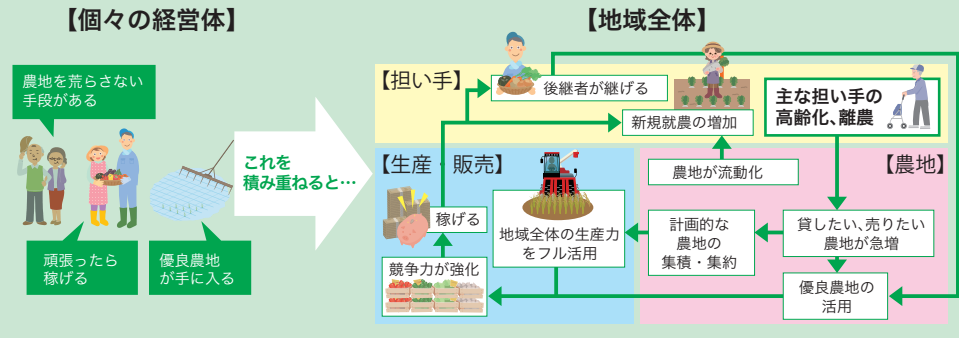 【個々の経営体】
農地を荒らさない
手段がある
頑張ったら
稼げる
優良農地
が手に入る
これを
積み重ねると…
【地域全体】
【担い手】
後継者が継げる
新規就農の増加
主な担い手の
高齢化、離農
【生産・販売】
稼げる
競争力が強化
地域全体の生産力
をフル活用
【農地】
農地が流動化
計画的な
農地の
集積・集約
貸したい、売りたい
農地が急増
優良農地の
活用